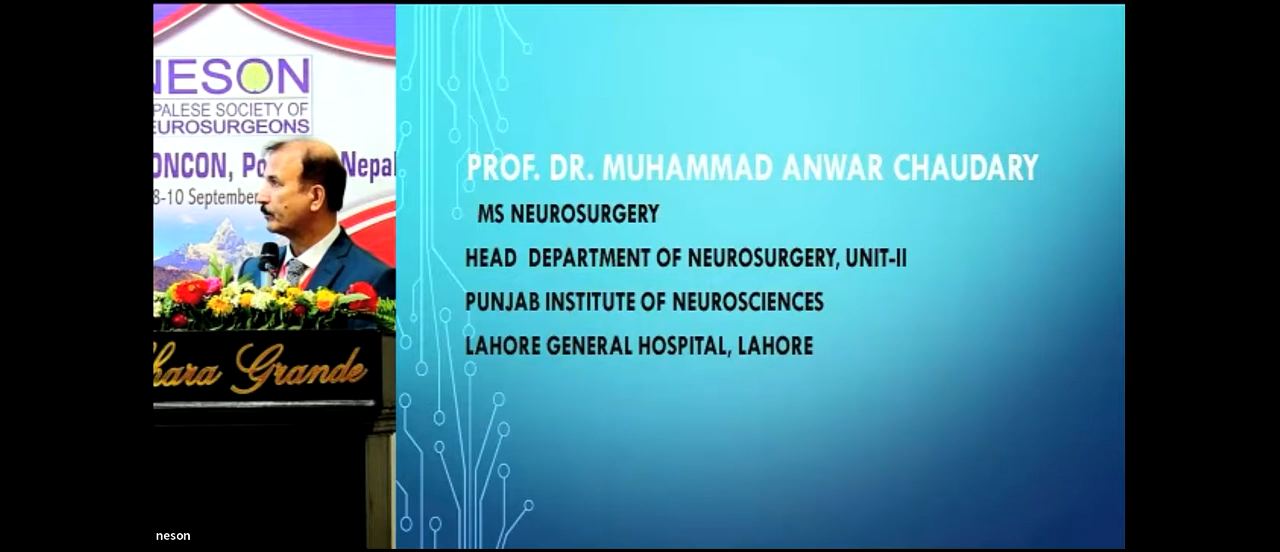 NESON
PALESE SOCIETY OF
EUROSURGEONS
ONCON, Po Nepal
8-10 September
hara Grande
PROF. DR. MUHAMMAD ANWAR CHAUDARY
MS NEUROSURGERY
HEAD DEPARTMENT OF NEUROSURGERY, UNIT-II
PUNJAB INSTITUTE OF NEUROSCIENCES
LAHORE GENERAL HOSPITAL, LAHORE
neson